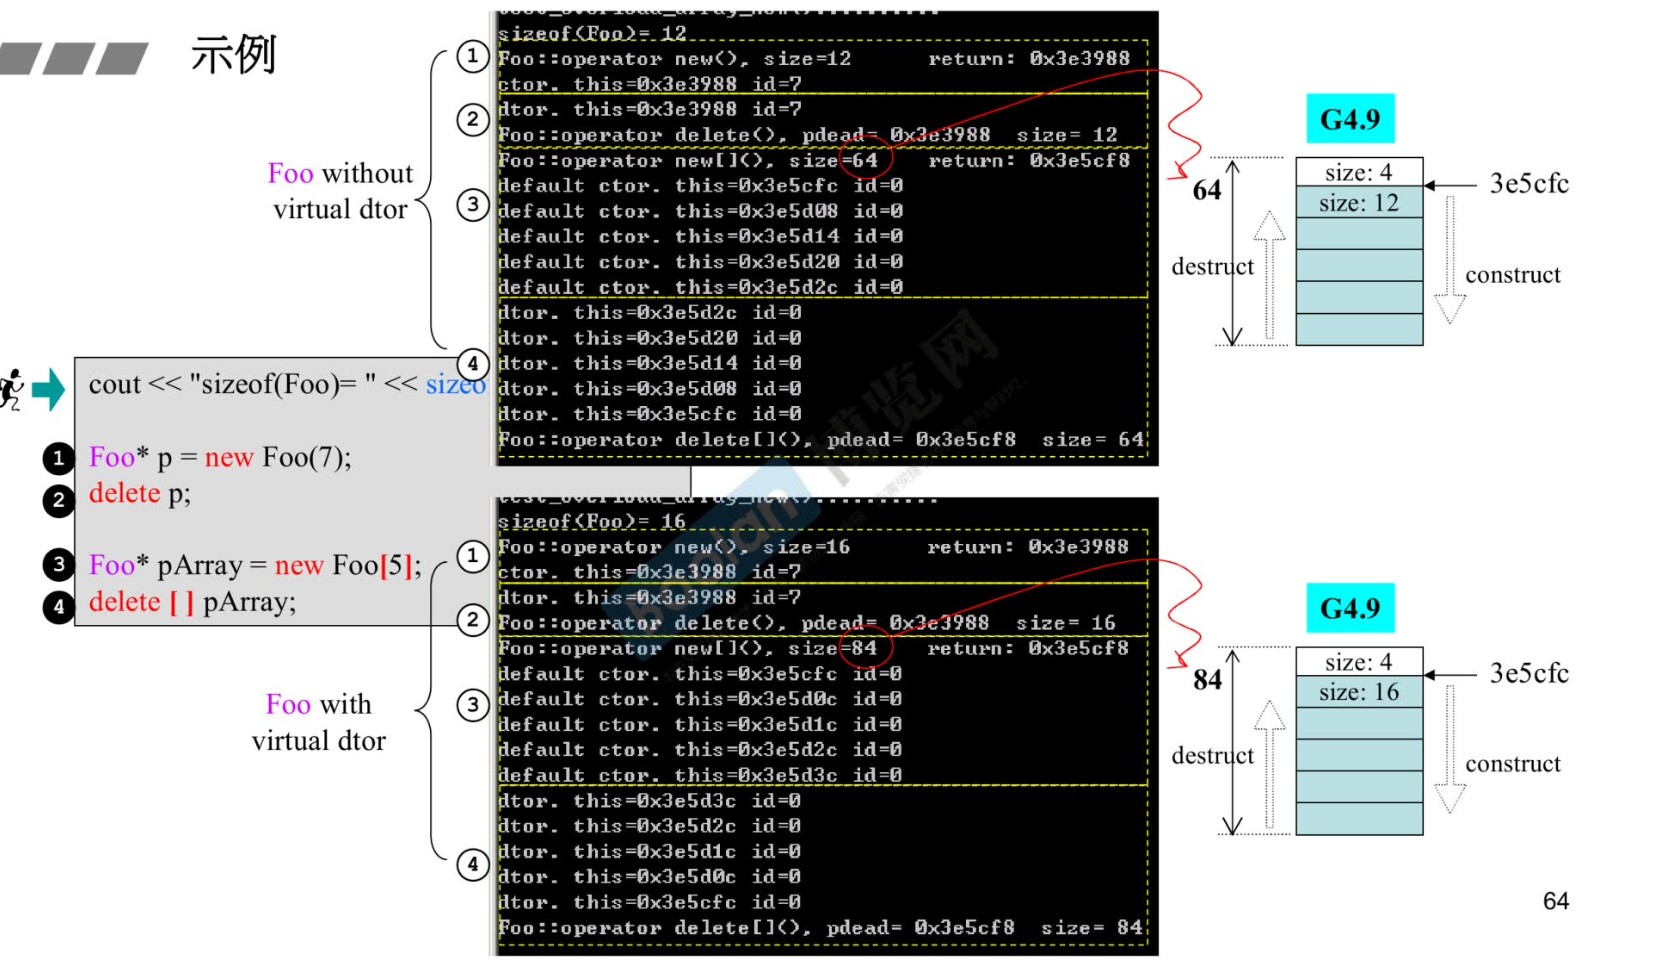 示例
Foo without
virtual dtor
cout << "sizeof(Foo)= " << sizeo
1 Foo* p = new Foo(7);
2 delete p;
3 Foo* pArray = new Foo[5];
4 delete [ ] pArray;
Foo with
virtual dtor
sizeof(Foo)= 12
1
Foo::operator new(), size=12 return: 0x3e3988
ctor. this=0x3e3988 id=7
2
dtor. this=0x3e3988 id=7
Foo::operator delete(), pdead= 0x3e3988 size= 12
3
Foo::operator new[](), size=64 return: 0x3e5cf8
default ctor. this=0x3e5cfc id=0
default ctor. this=0x3e5d08 id=0
default ctor. this=0x3e5d14 id=0
default ctor. this=0x3e5d20 id=0
default ctor. this=0x3e5d2c id=0
4
dtor. this=0x3e5d2c id=0
dtor. this=0x3e5d20 id=0
dtor. this=0x3e5d14 id=0
dtor. this=0x3e5d08 id=0
dtor. this=0x3e5cfc id=0
Foo::operator delete[](), pdead= 0x3e5cf8 size= 64
G4.9
64
size: 4
3e5cfc
size: 12
destruct
construct
test_overload_array_new()..........
sizeof(Foo)= 16
1
Foo::operator new(), size=16 return: 0x3e3988
ctor. this=0x3e3988 id=7
2
dtor. this=0x3e3988 id=7
Foo::operator delete(), pdead= 0x3e3988 size= 16
3
Foo::operator new[](), size=84 return: 0x3e5cf8
default ctor. this=0x3e5cfc id=0
default ctor. this=0x3e5d0c id=0
default ctor. this=0x3e5d1c id=0
default ctor. this=0x3e5d2c id=0
default ctor. this=0x3e5d3c id=0
4
dtor. this=0x3e5d3c id=0
dtor. this=0x3e5d2c id=0
dtor. this=0x3e5d1c id=0
dtor. this=0x3e5d0c id=0
dtor. this=0x3e5cfc id=0
Foo::operator delete[](), pdead= 0x3e5cf8 size= 84
G4.9
84
size: 4
3e5cfc
size: 16
destruct
construct
boolan
博览网
64